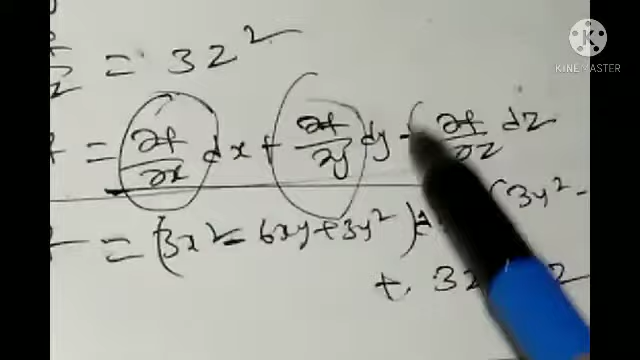 KINEMASTER
= 3z²
= ∂f/∂x dx + ∂f/∂y dy + ∂f/∂z dz
= (3x² - 6xy + 3y²) (3y² -
+ 3z